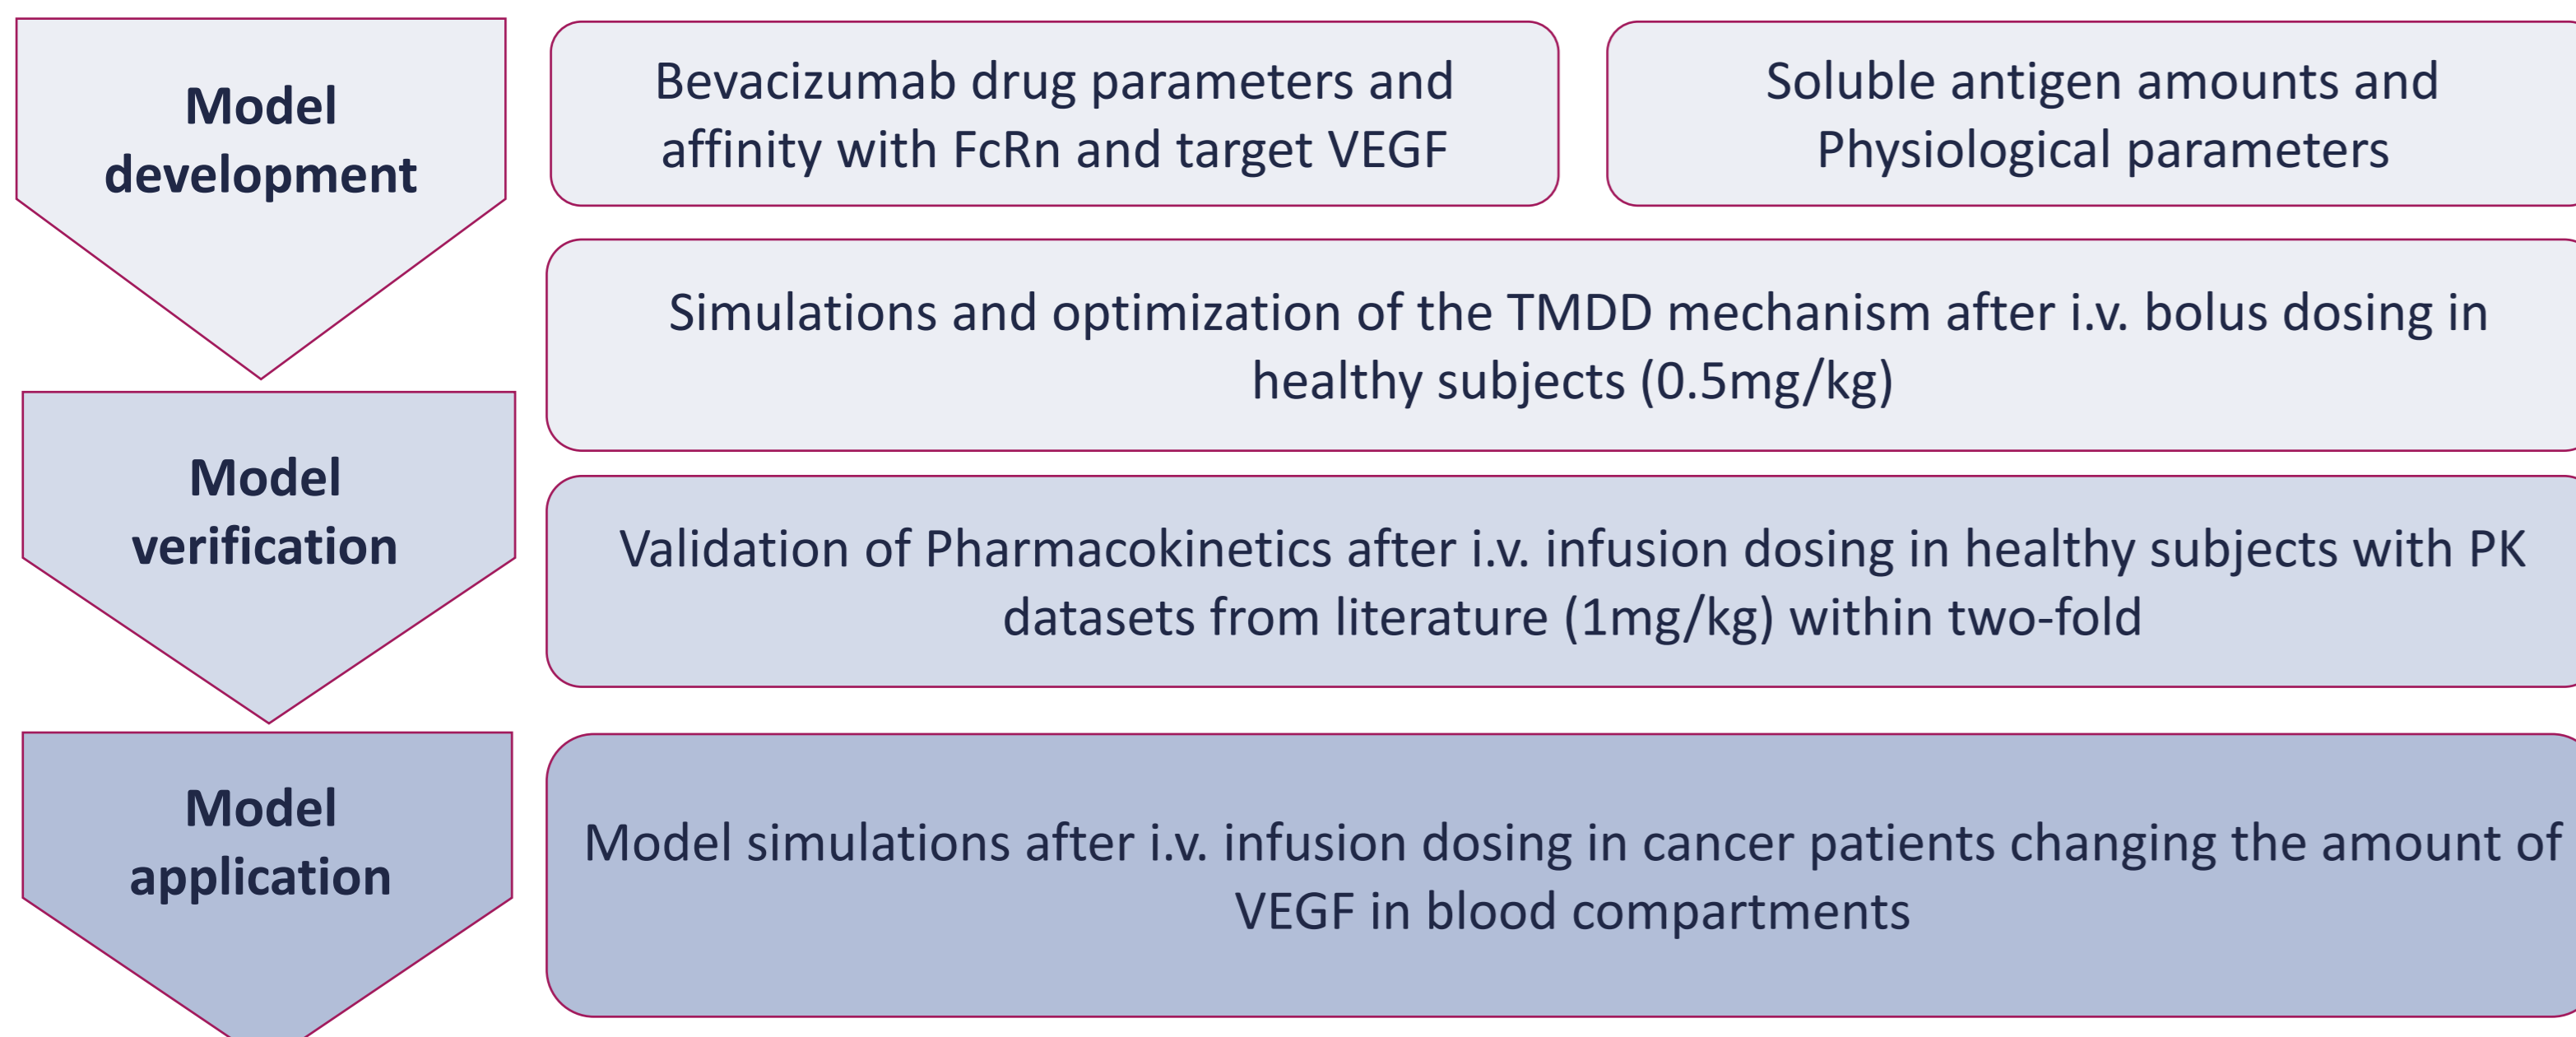 Model
development
Bevacizumab drug parameters and
affinity with FcRn and target VEGF
Soluble antigen amounts and
Physiological parameters
Simulations and optimization of the TMDD mechanism after i.v. bolus dosing in
healthy subjects (0.5mg/kg)
Model
verification
Validation of Pharmacokinetics after i.v. infusion dosing in healthy subjects with PK
datasets from literature (1mg/kg) within two-fold
Model
application
Model simulations after i.v. infusion dosing in cancer patients changing the amount of
VEGF in blood compartments